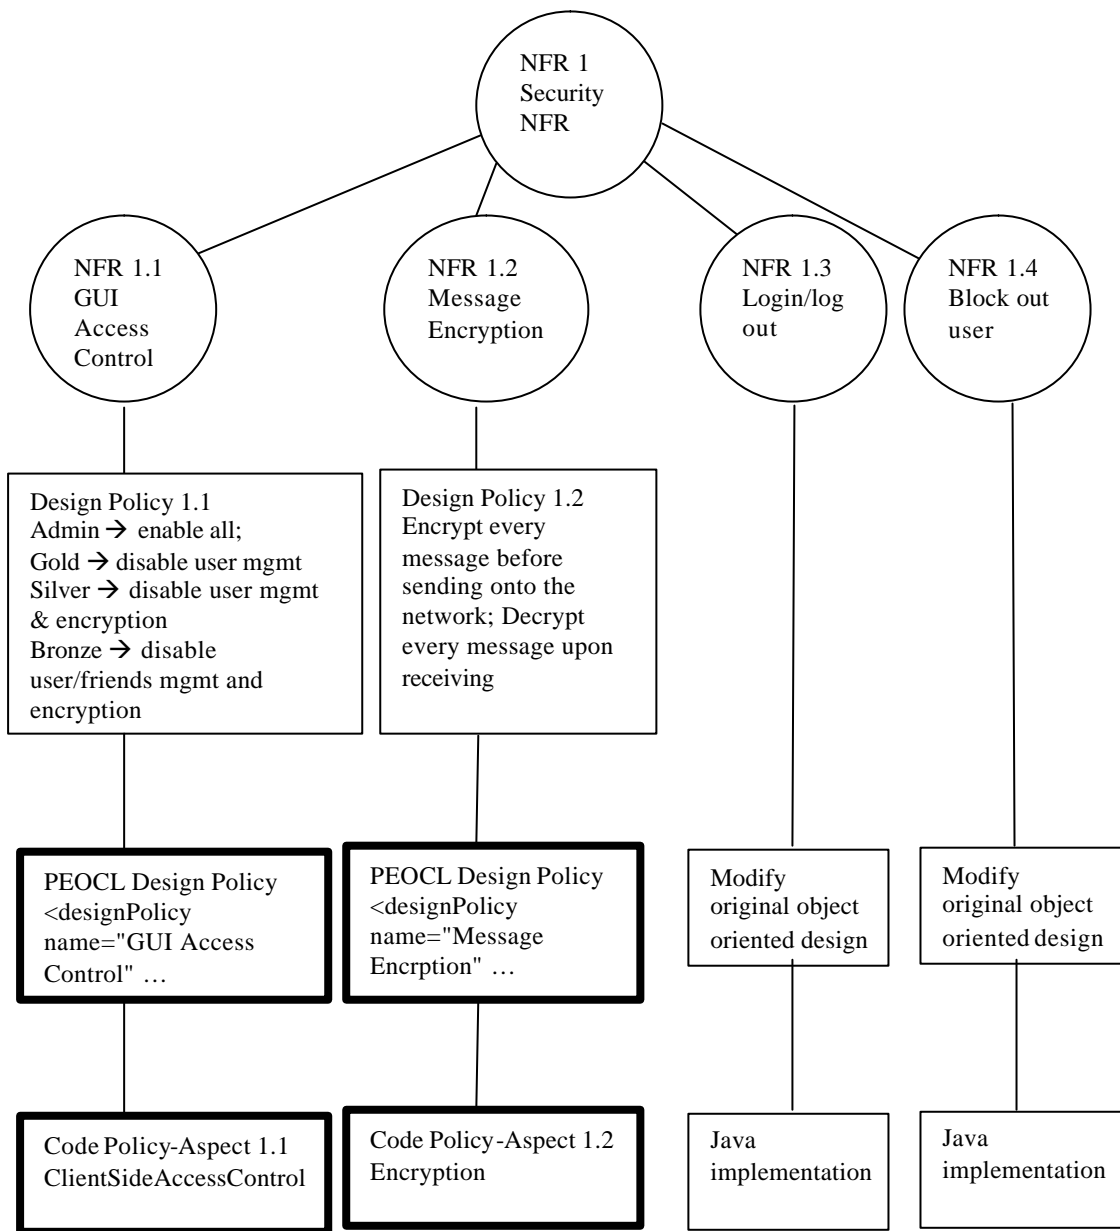 NFR 1
Security
NFR
NFR 1.1
GUI
Access
Control
NFR 1.2
Message
Encryption
NFR 1.3
Login/log
out
NFR 1.4
Block out
user
Design Policy 1.1
Admin → enable all;
Gold → disable user mgmt
Silver → disable user mgmt
& encryption
Bronze → disable
user/friends mgmt and
encryption
Design Policy 1.2
Encrypt every
message before
sending onto the
network; Decrypt
every message upon
receiving
PEOCL Design Policy
<designPolicy
name="GUI Access
Control" …
PEOCL Design Policy
<designPolicy
name="Message
Encrption" …
Modify
original object
oriented design
Modify
original object
oriented design
Code Policy-Aspect 1.1
ClientSideAccessControl
Code Policy-Aspect 1.2
Encryption
Java
implementation
Java
implementation